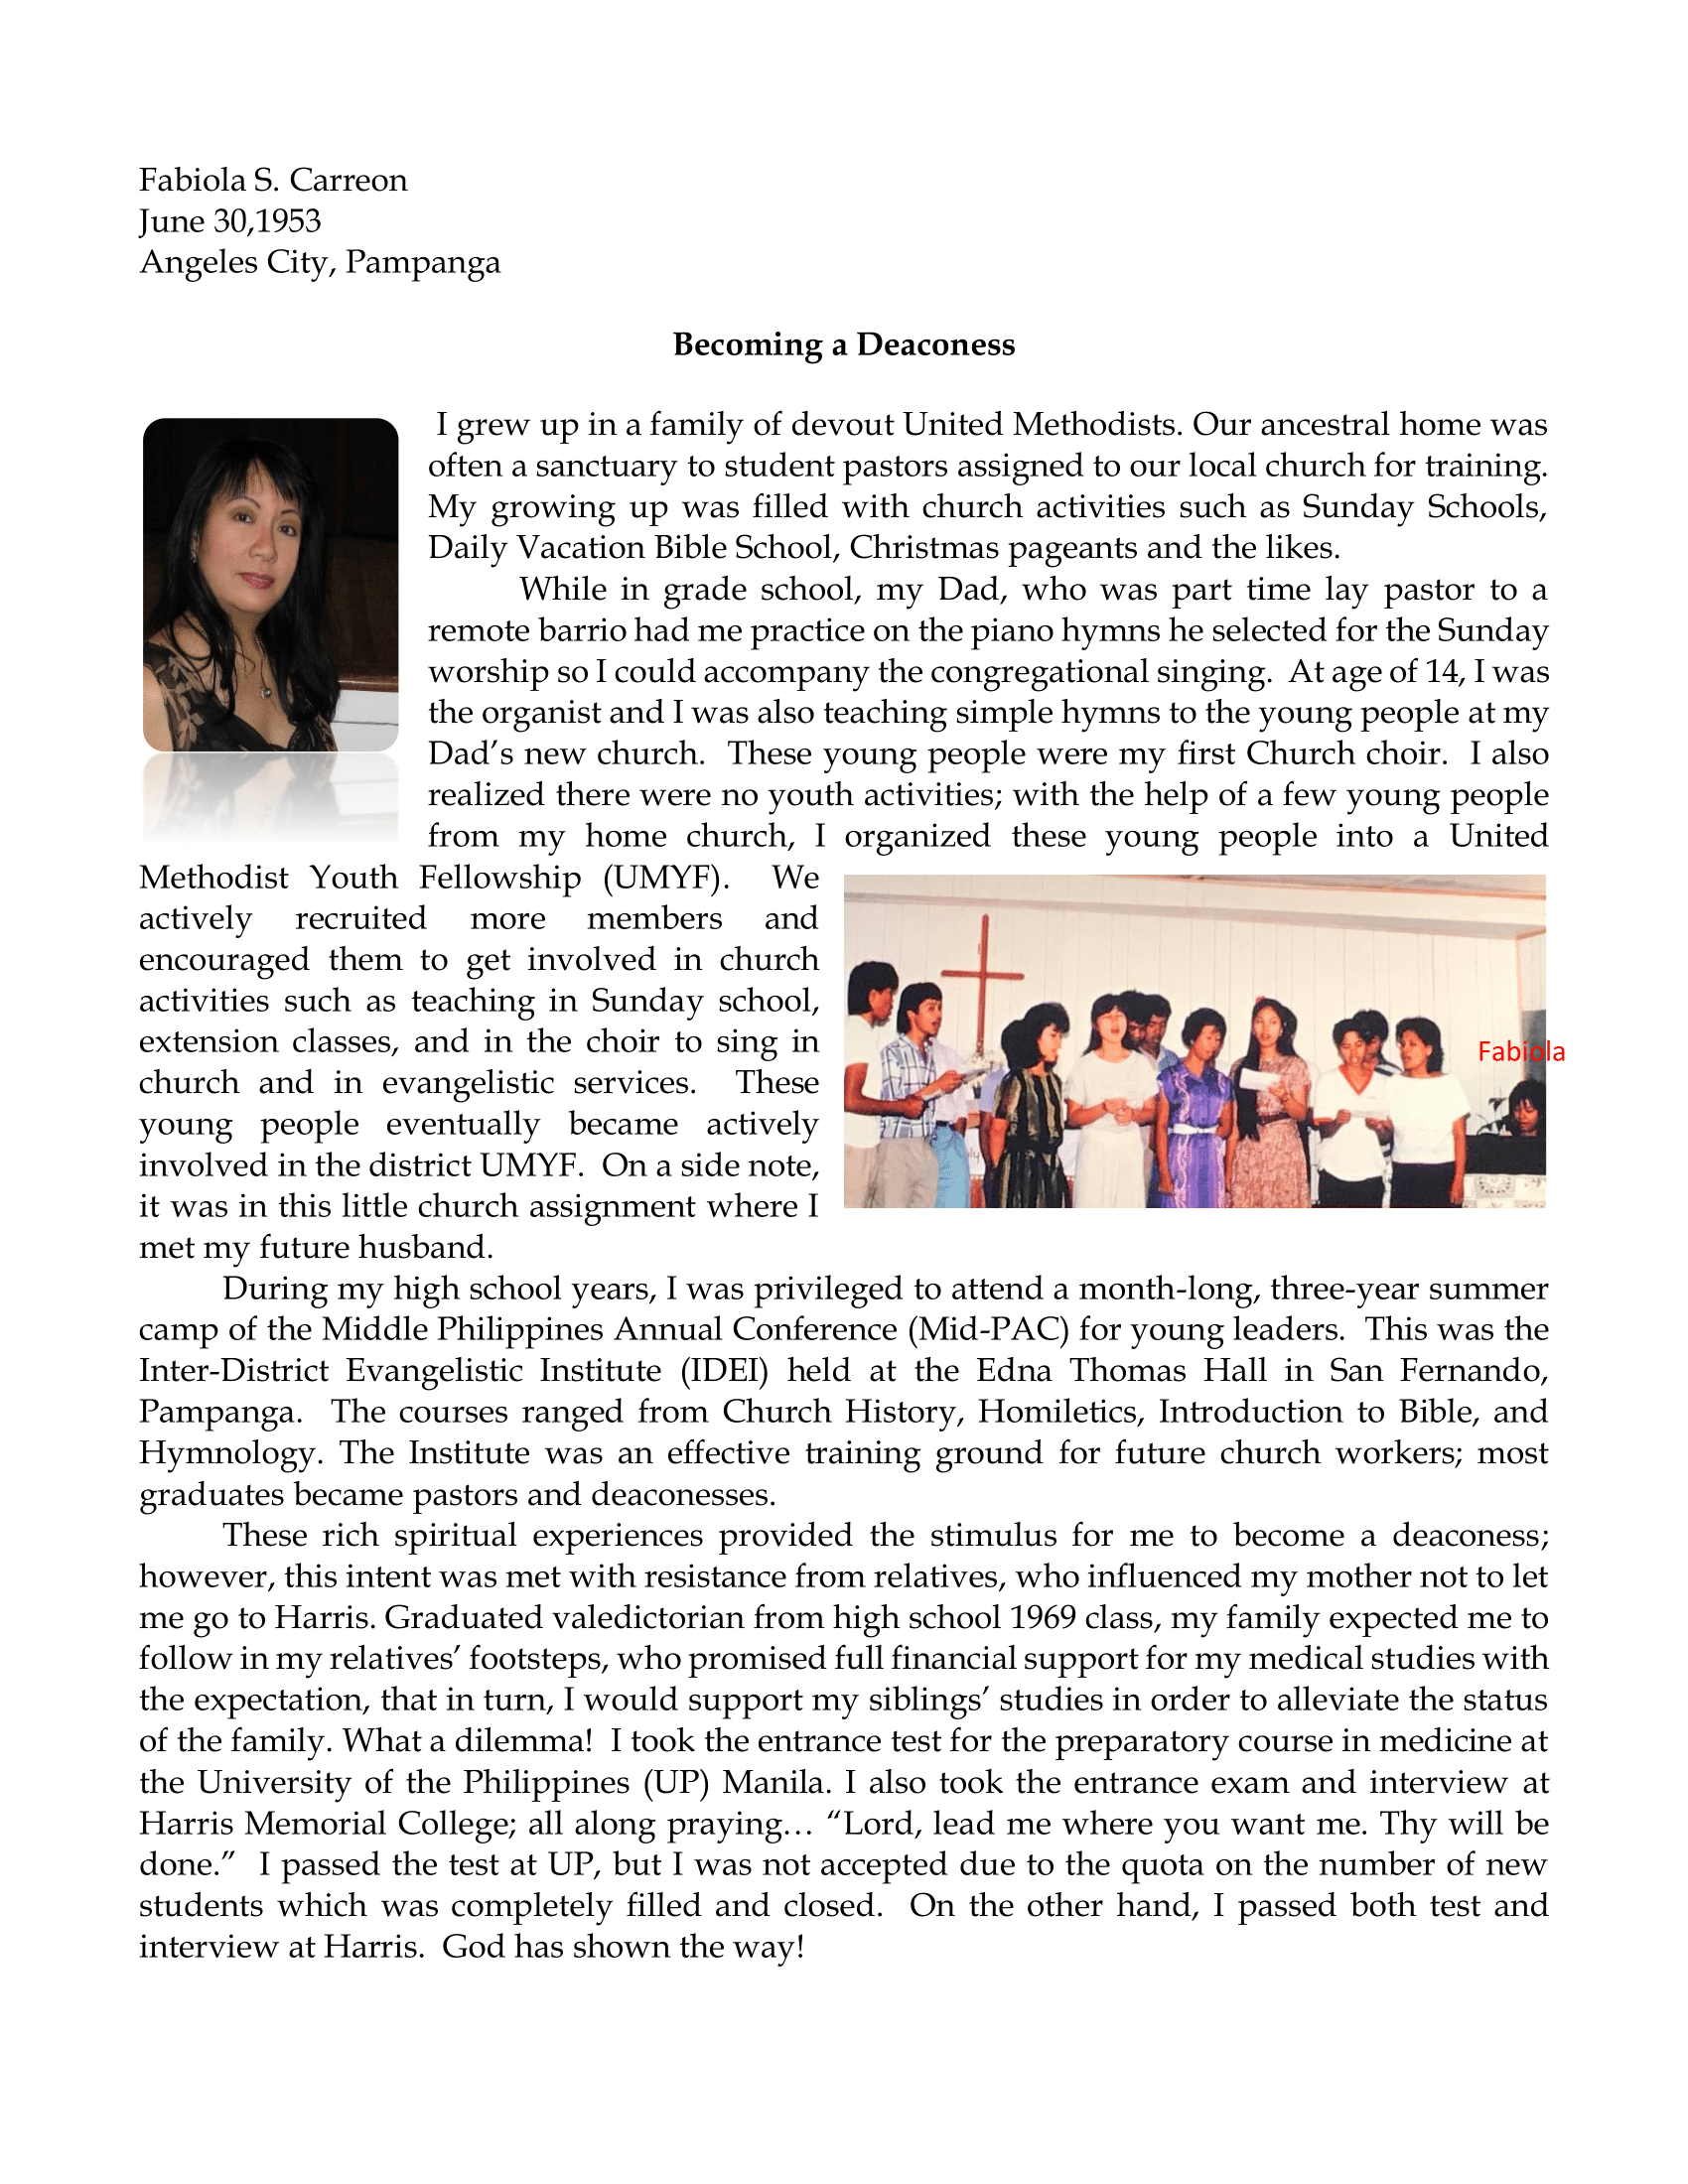 Fabiola S. Carreon
June 30,1953
Angeles City, Pampanga
Becoming a Deaconess
I grew up in a family of devout United Methodists. Our ancestral home was
often a sanctuary to student pastors assigned to our local church for training.
My growing up was filled with church activities such as Sunday Schools,
Daily Vacation Bible School, Christmas pageants and the likes.
While in grade school, my Dad, who was part time lay pastor to a
remote barrio had me practice on the piano hymns he selected for the Sunday
worship so I could accompany the congregational singing. At age of 14, I was
the organist and I was also teaching simple hymns to the young people at my
Dad’s new church. These young people were my first Church choir. I also
realized there were no youth activities; with the help of a few young people
from my home church, I organized these young people into a United
Methodist Youth Fellowship (UMYF). We
actively recruited more members and
encouraged them to get involved in church
activities such as teaching in Sunday school,
extension classes, and in the choir to sing in
church and in evangelistic services. These
young people eventually became actively
involved in the district UMYF. On a side note,
it was in this little church assignment where I
met my future husband.
Fabiola
During my high school years, I was privileged to attend a month-long, three-year summer
camp of the Middle Philippines Annual Conference (Mid-PAC) for young leaders. This was the
Inter-District Evangelistic Institute (IDEI) held at the Edna Thomas Hall in San Fernando,
Pampanga. The courses ranged from Church History, Homiletics, Introduction to Bible, and
Hymnology. The Institute was an effective training ground for future church workers; most
graduates became pastors and deaconesses.
These rich spiritual experiences provided the stimulus for me to become a deaconess;
however, this intent was met with resistance from relatives, who influenced my mother not to let
me go to Harris. Graduated valedictorian from high school 1969 class, my family expected me to
follow in my relatives’ footsteps, who promised full financial support for my medical studies with
the expectation, that in turn, I would support my siblings’ studies in order to alleviate the status
of the family. What a dilemma! I took the entrance test for the preparatory course in medicine at
the University of the Philippines (UP) Manila. I also took the entrance exam and interview at
Harris Memorial College; all along praying… “Lord, lead me where you want me. Thy will be
done.” I passed the test at UP, but I was not accepted due to the quota on the number of new
students which was completely filled and closed. On the other hand, I passed both test and
interview at Harris. God has shown the way!